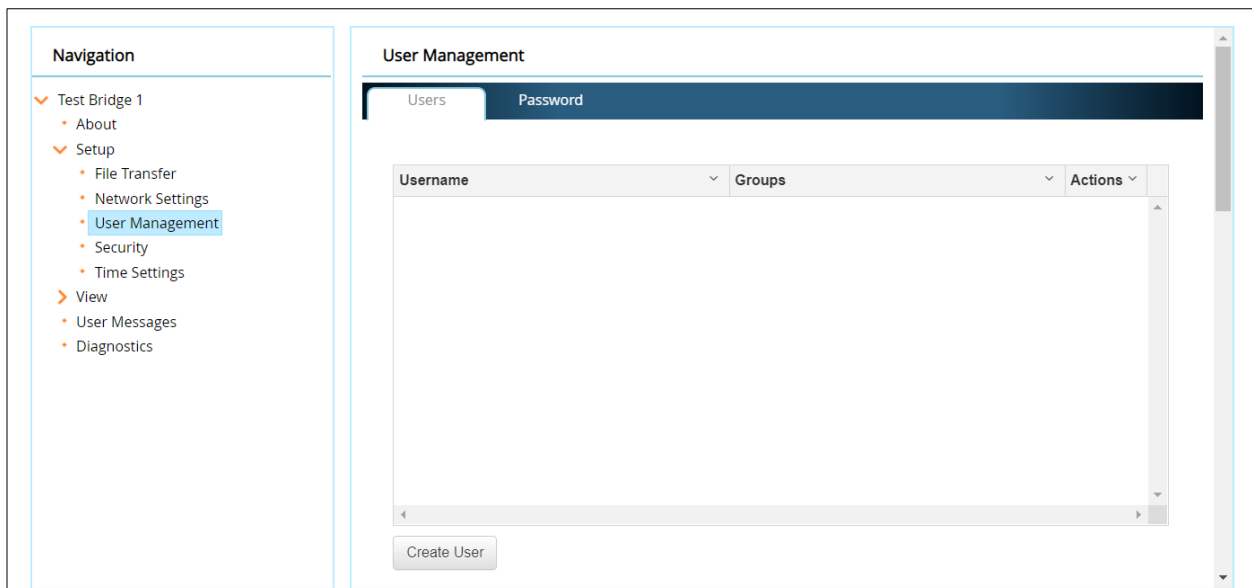 Navigation
Test Bridge 1
About
Setup
File Transfer
Network Settings
User Management
Security
Time Settings
View
User Messages
Diagnostics
User Management
Users Password
Username Groups Actions
Create User